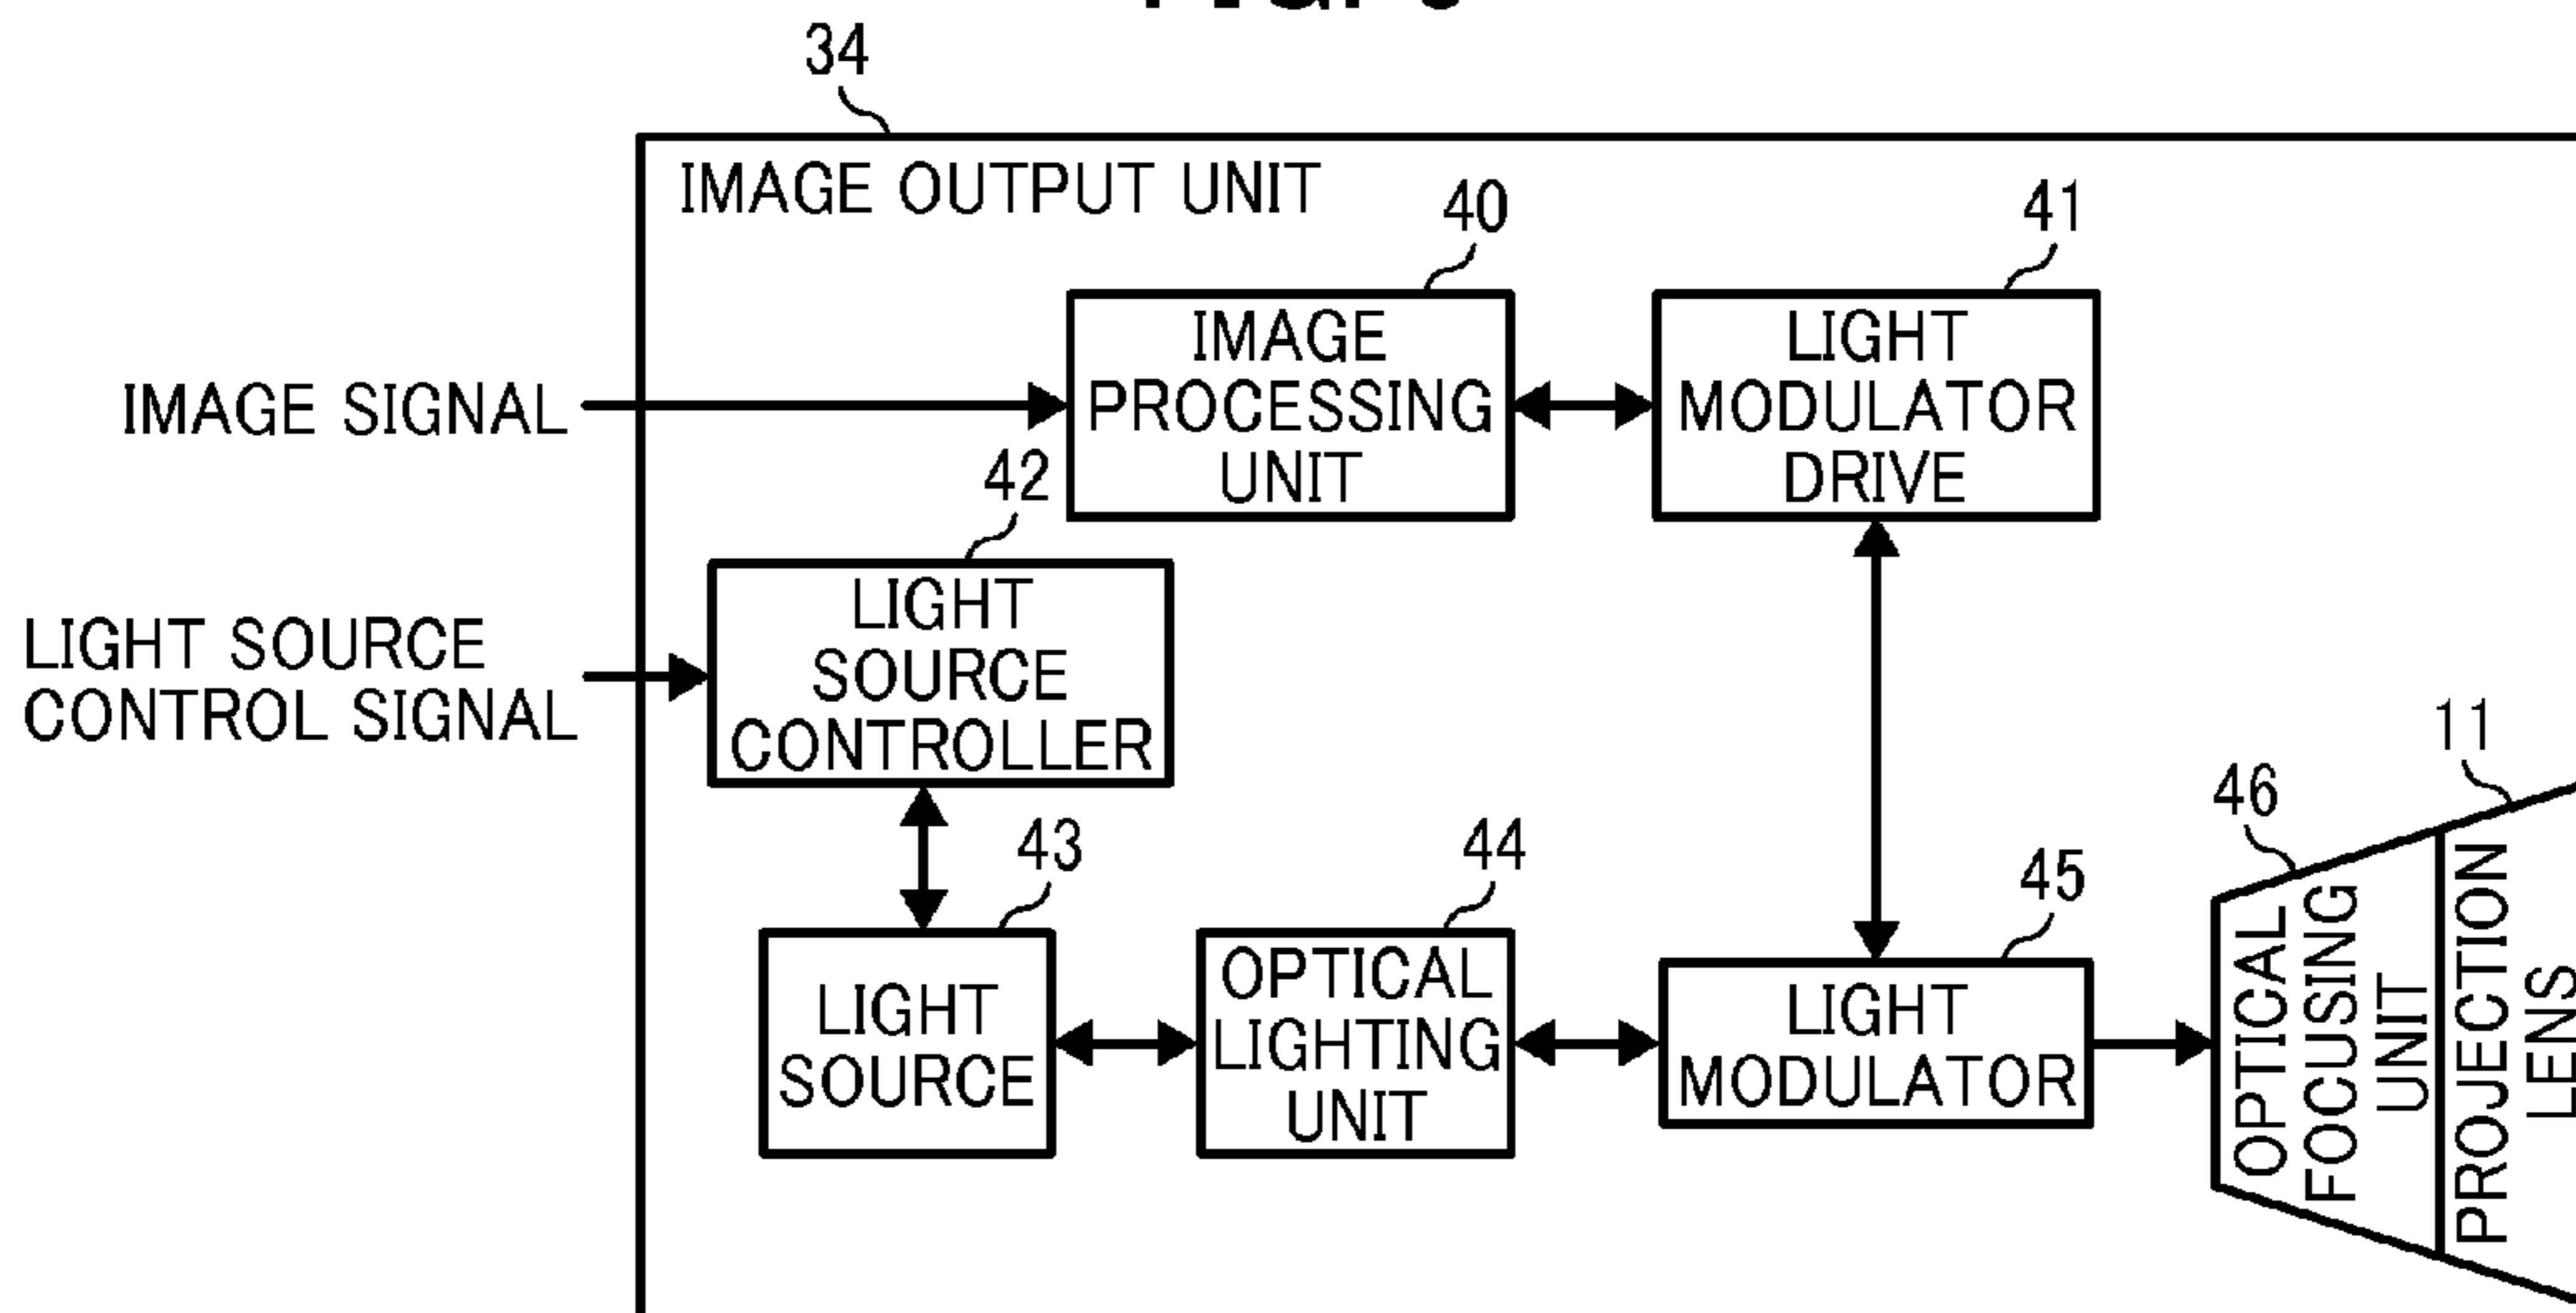 34
IMAGE OUTPUT UNIT
40
41
IMAGE
PROCESSING
UNIT
LIGHT
MODULATOR
DRIVE
IMAGE SIGNAL
42
LIGHT
SOURCE
CONTROLLER
LIGHT SOURCE
CONTROL SIGNAL
43
44
45
46
11
LIGHT
SOURCE
OPTICAL
LIGHTING
UNIT
LIGHT
MODULATOR
OPTICAL
FOCUSING
UNIT
PROJECTION
LENS